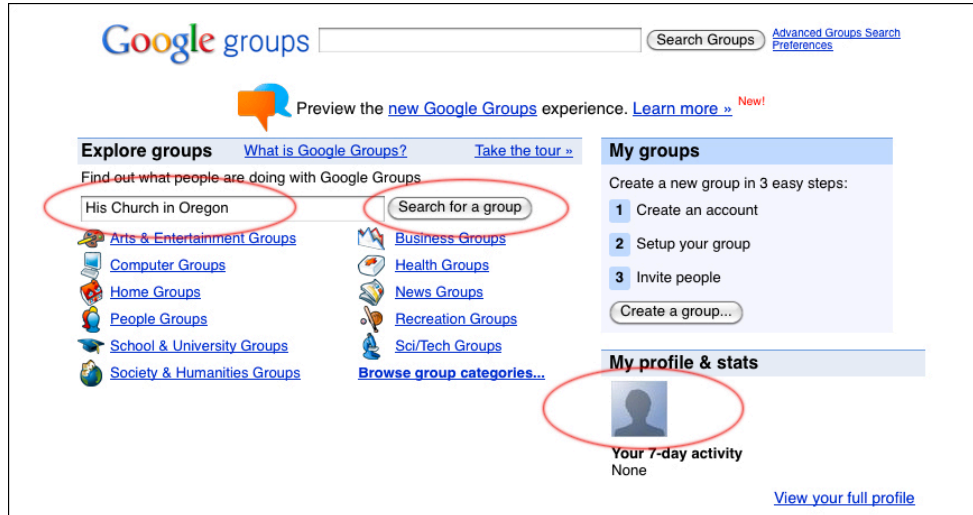 Google groups
Search Groups
Advanced Groups Search
Preferences
Preview the new Google Groups experience. Learn more » New!
Explore groups What is Google Groups? Take the tour »
Find out what people are doing with Google Groups
His Church in Oregon Search for a group
Arts & Entertainment Groups Business Groups
Computer Groups Health Groups
Home Groups News Groups
People Groups Recreation Groups
School & University Groups Sci/Tech Groups
Society & Humanities Groups Browse group categories...
My groups
Create a new group in 3 easy steps:
1 Create an account
2 Setup your group
3 Invite people
Create a group...
My profile & stats
Your 7-day activity
None
View your full profile